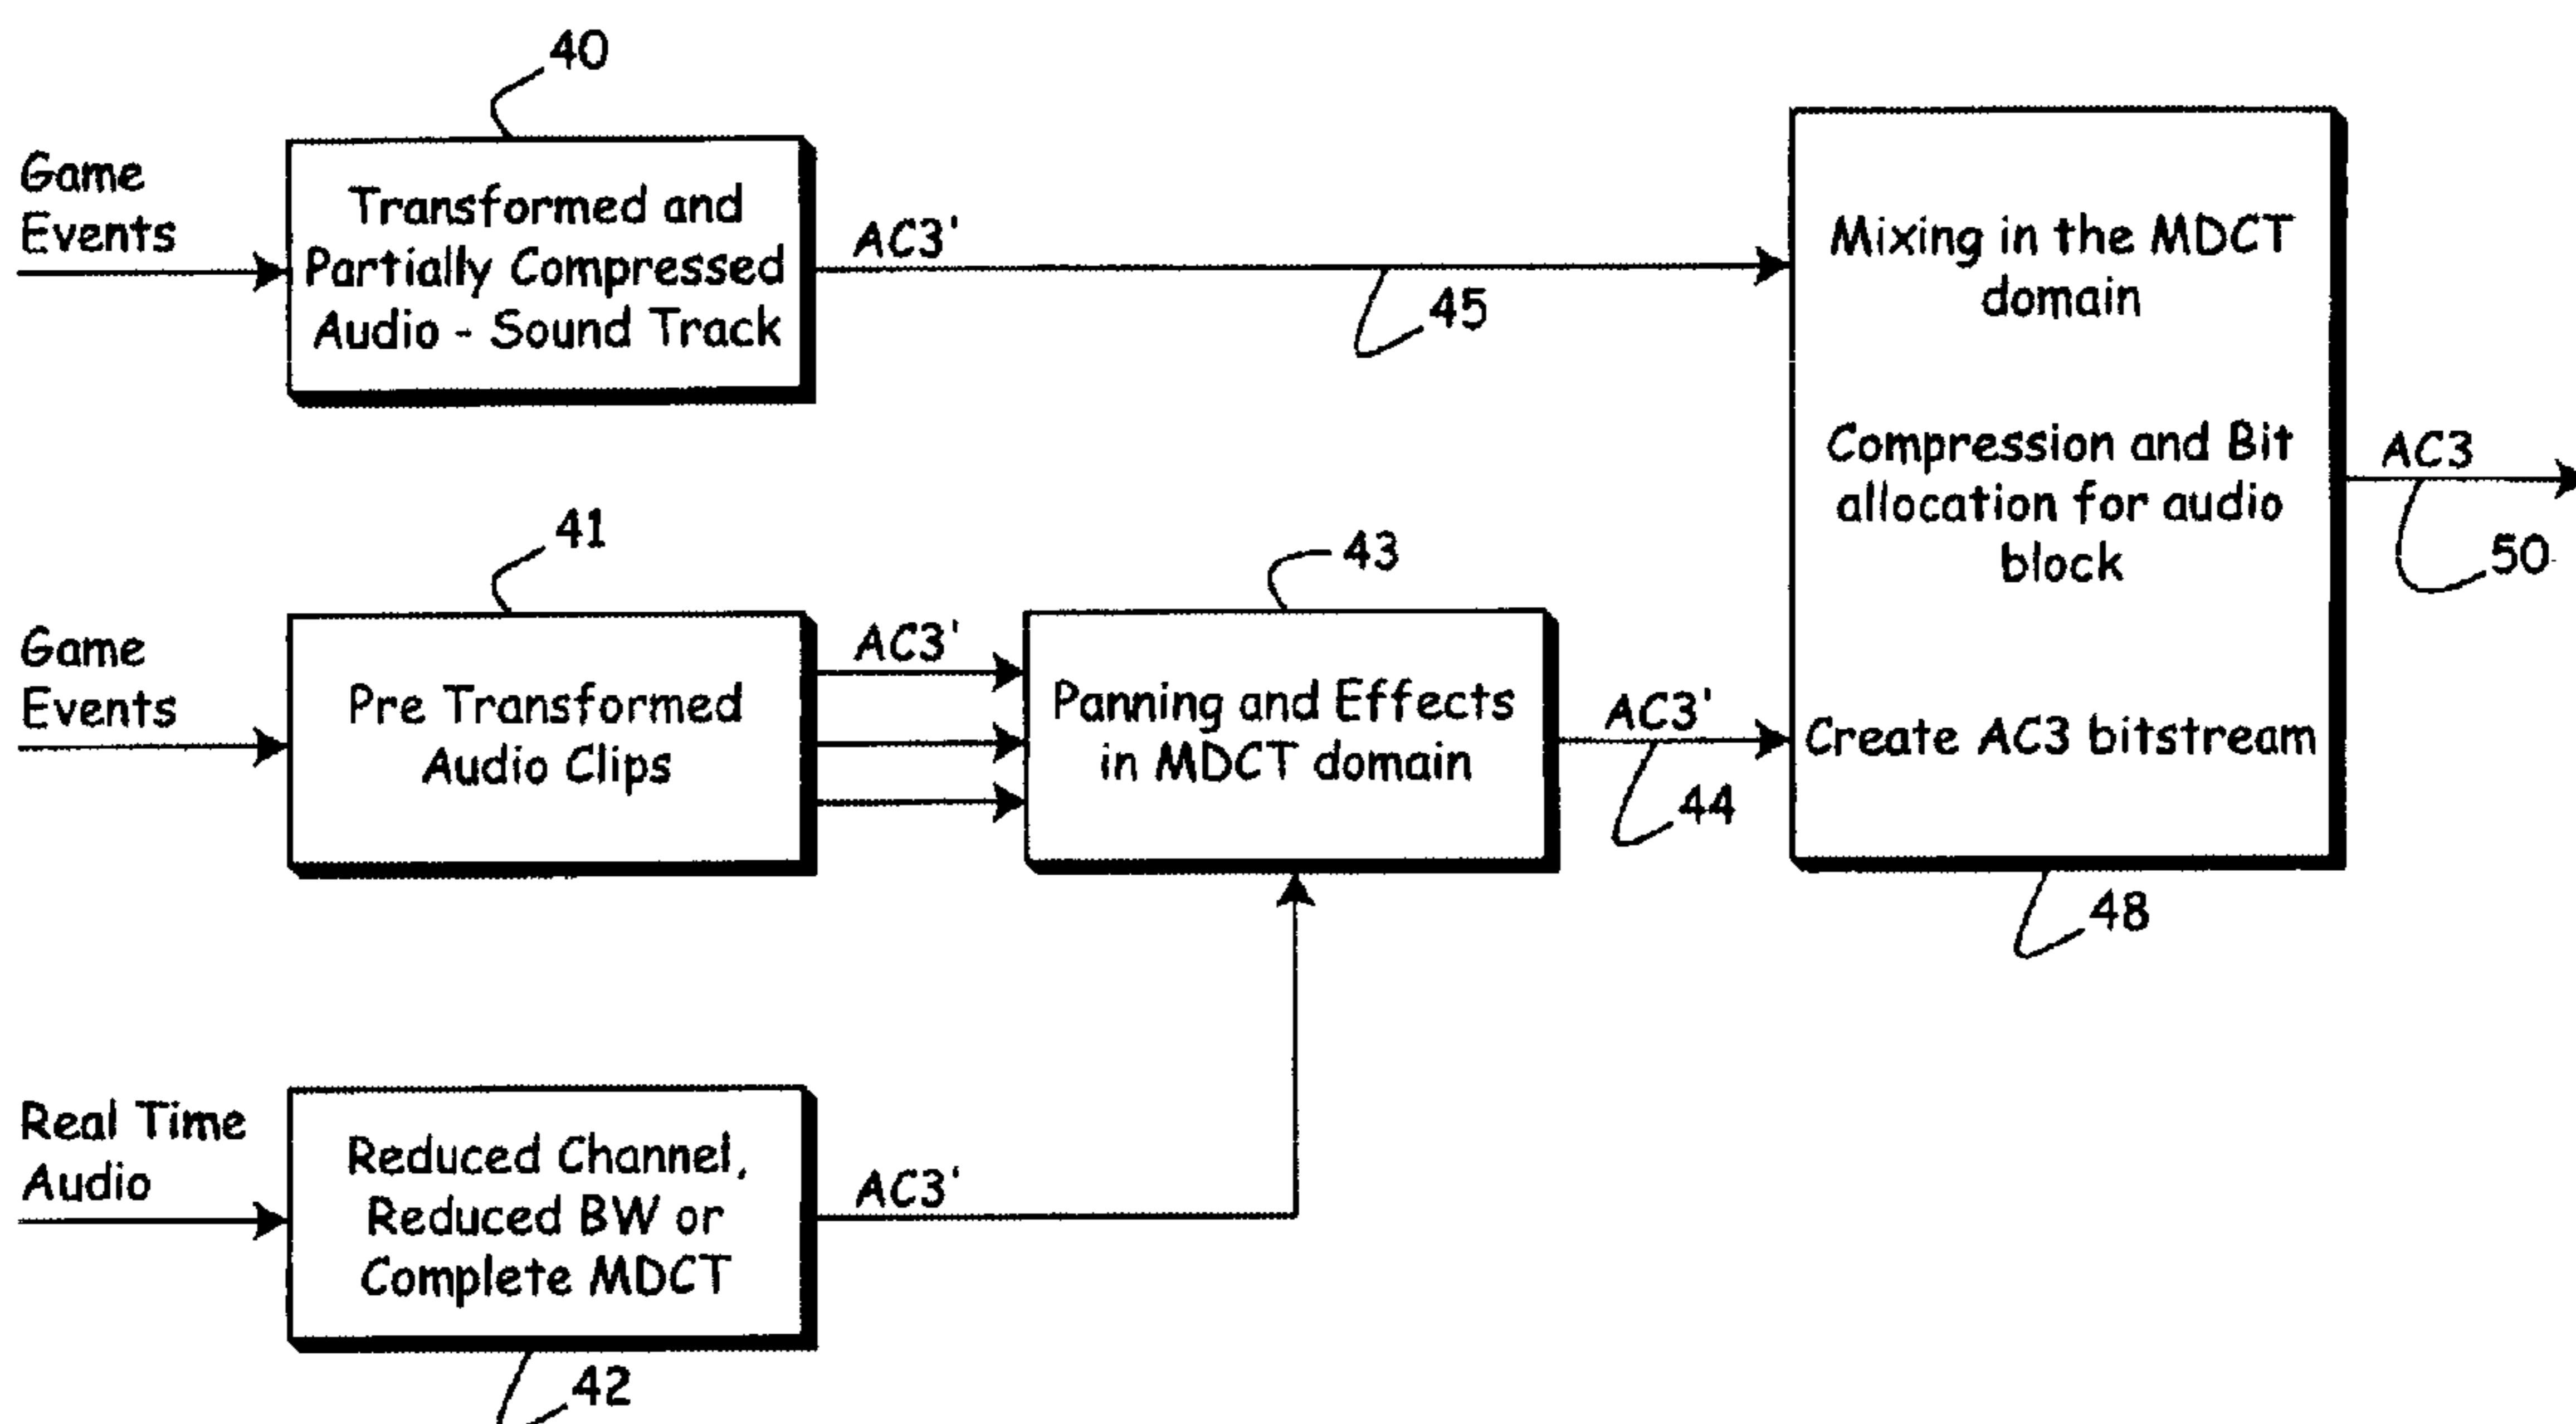 40
Game
Events
Transformed and
Partially Compressed
Audio - Sound Track
AC3'
45
Mixing in the MDCT
domain
Compression and Bit
allocation for audio
block
Create AC3 bitstream
48
AC3
50
41
Game
Events
Pre Transformed
Audio Clips
AC3'
43
Panning and Effects
in MDCT domain
AC3'
44
Real Time
Audio
Reduced Channel,
Reduced BW or
Complete MDCT
AC3'
42